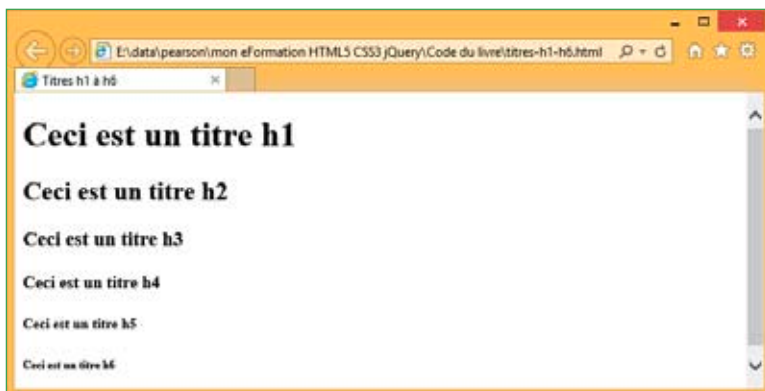 E:\data\pearson\mon eFormation HTML5 CSS3 jQuery\Code du livre\titres-h1-h6.html
Titres h1 à h6
Ceci est un titre h1
Ceci est un titre h2
Ceci est un titre h3
Ceci est un titre h4
Ceci est un titre h5
Ceci est un titre h6